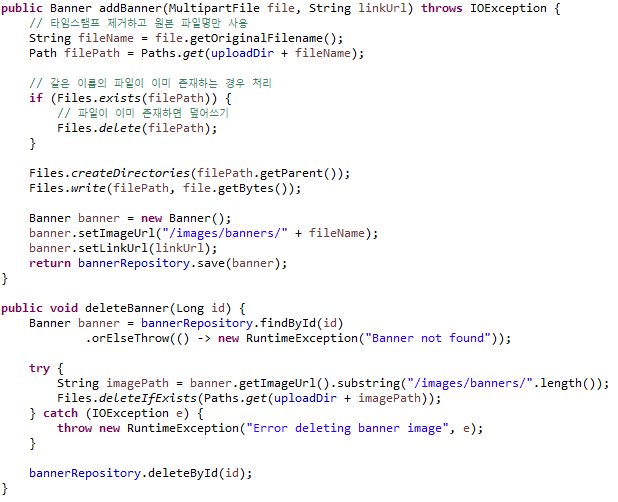 public Banner addBanner(MultipartFile file, String linkUrl) throws IOException {
    // 타임스탬프 제거하고 원본 파일명만 사용
    String fileName = file.getOriginalFilename();
    Path filePath = Paths.get(uploadDir + fileName);

    // 같은 이름의 파일이 이미 존재하는 경우 처리
    if (Files.exists(filePath)) {
        // 파일이 이미 존재하면 덮어쓰기
        Files.delete(filePath);
    }

    Files.createDirectories(filePath.getParent());
    Files.write(filePath, file.getBytes());

    Banner banner = new Banner();
    banner.setImageUrl("/images/banners/" + fileName);
    banner.setLinkUrl(linkUrl);
    return bannerRepository.save(banner);
}

public void deleteBanner(Long id) {
    Banner banner = bannerRepository.findById(id)
            .orElseThrow(() -> new RuntimeException("Banner not found"));

    try {
        String imagePath = banner.getImageUrl().substring("/images/banners/".length());
        Files.deleteIfExists(Paths.get(uploadDir + imagePath));
    } catch (IOException e) {
        throw new RuntimeException("Error deleting banner image", e);
    }

    bannerRepository.deleteById(id);
}